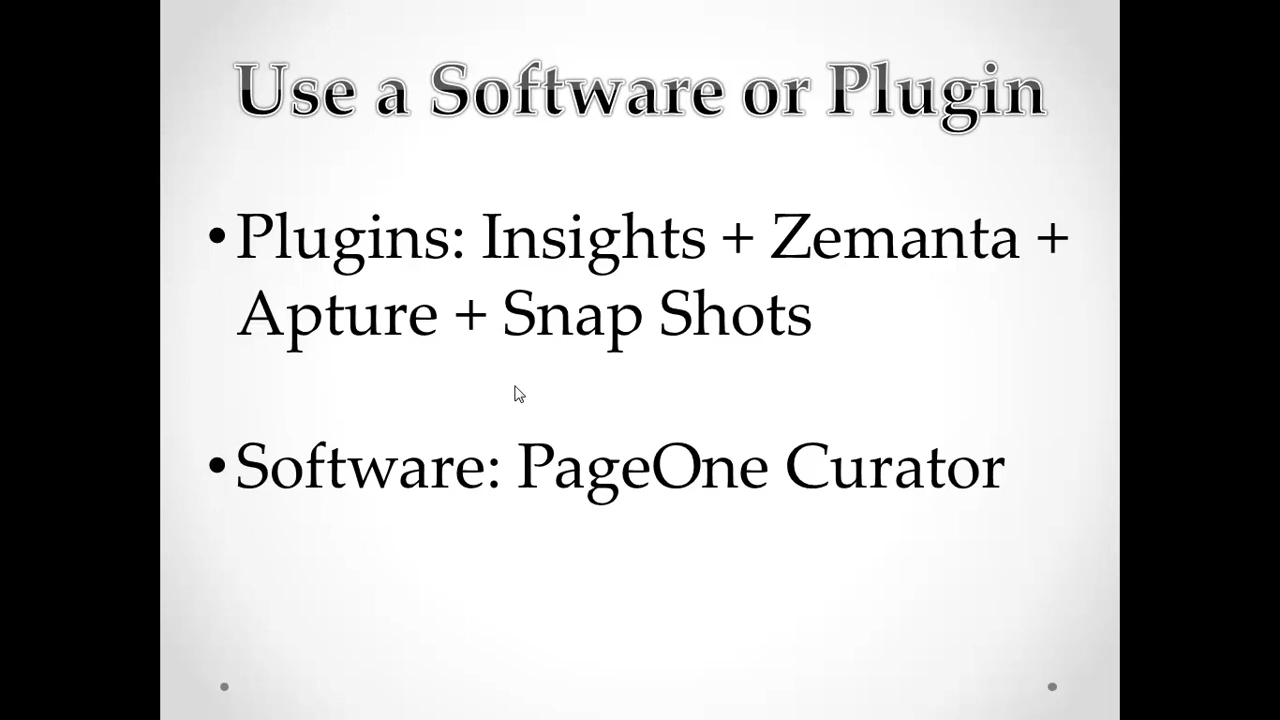 Use a Software or Plugin
•Plugins: Insights + Zemanta +
Apture + Snap Shots
•Software: PageOne Curator